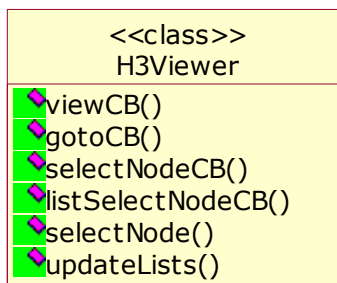 <<class>>
H3Viewer
viewCB()
gotoCB()
selectNodeCB()
listSelectNodeCB()
selectNode()
updateLists()